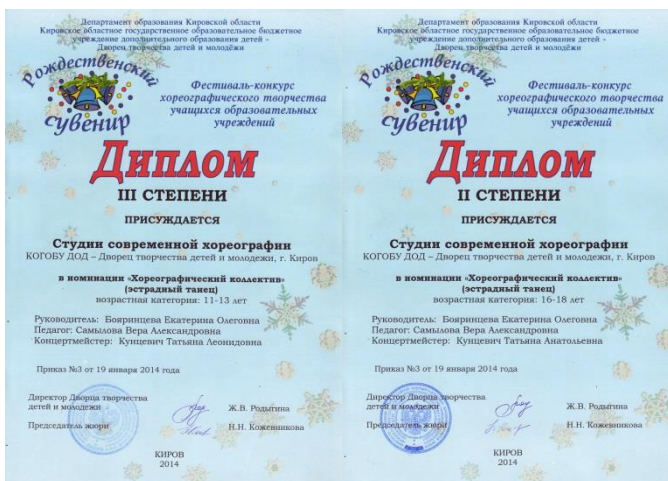 Департамент образования Кировской области
Кировское областное государственное образовательное бюджетное
учреждение дополнительного образования детей -
Дворец творчества детей и молодёжи
Рождественский
сувенир
Фестиваль-конкурс
хореографического творчества
учащихся образовательных
учреждений
Диплом
III СТЕПЕНИ
ПРИСУЖДАЕТСЯ
Студии современной хореографии
КОГОБУ ДОД – Дворец творчества детей и молодежи, г. Киров
в номинации «Хореографический коллектив»
(эстрадный танец)
возрастная категория: 11-13 лет
Руководитель: Бояринцева Екатерина Олеговна
Педагог: Самылова Вера Александровна
Концертмейстер: Кунцевич Татьяна Леонидовна
Приказ №3 от 19 января 2014 года
Директор Дворца творчества
детей и молодежи
Ж.В. Родыгина
Председатель жюри
Н.Н. Кожевникова
КИРОВ
2014
Департамент образования Кировской области
Кировское областное государственное образовательное бюджетное
учреждение дополнительного образования детей -
Дворец творчества детей и молодёжи
Рождественский
сувенир
Фестиваль-конкурс
хореографического творчества
учащихся образовательных
учреждений
Диплом
II СТЕПЕНИ
ПРИСУЖДАЕТСЯ
Студии современной хореографии
КОГОБУ ДОД – Дворец творчества детей и молодежи, г. Киров
в номинации «Хореографический коллектив»
(эстрадный танец)
возрастная категория: 16-18 лет
Руководитель: Бояринцева Екатерина Олеговна
Педагог: Самылова Вера Александровна
Концертмейстер: Кунцевич Татьяна Анатольевна
Приказ №3 от 19 января 2014 года
Директор Дворца творчества
детей и молодежи
Ж.В. Родыгина
Председатель жюри
Н.Н. Кожевникова
КИРОВ
2014